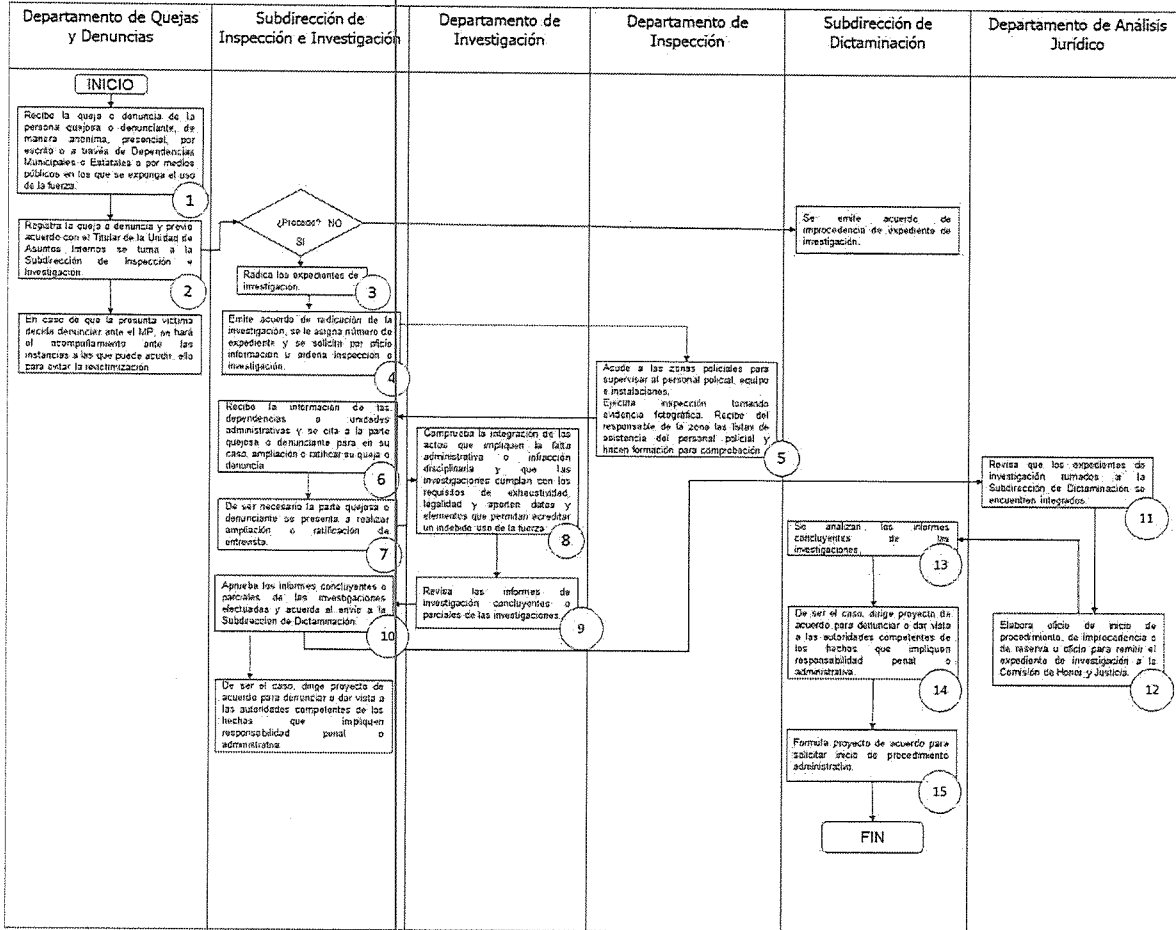 Departamento de Quejas
y Denuncias
Subdirección de
Inspección e Investigación
Departamento de
Investigación
Departamento de
Inspección
Subdirección de
Dictaminación
Departamento de Análisis
Jurídico
INICIO
Recibe la queja o denuncia de la
persona quejosa o denunciante, de
manera anónima, presencial, por
escrito o a través de Dependencias
Municipales o Estatales o por medios
públicos en los que se exponga el uso
de la fuerza.
1
Registra la queja o denuncia y previo
acuerdo con el Titular de la Unidad de
Asuntos Internos se turna a la
Subdirección de Inspección e
Investigación.
2
En caso de que la presunta víctima
decida denunciar ante el MP, se hará
el acompañamiento ante las
instancias a las que puede acudir, ello
para evitar la revictimización
¿Procede? NO
SI
Radica los expedientes de
investigación.
3
Emite acuerdo de radicación de la
investigación, se le asigna número de
expediente y se solicita por oficio
información u ordena inspección o
investigación.
4
Recibe la información de las
dependencias o unidades
administrativas y se cita a la parte
quejosa o denunciante para en su
caso, ampliación o ratificar su queja o
denuncia
6
De ser necesario la parte quejosa o
denunciante se presenta a realizar
ampliación o ratificación de
entrevista.
7
Aprueba los informes concluyentes o
parciales de las investigaciones
efectuadas y acuerda el envío a la
Subdirección de Dictaminación.
10
De ser el caso, dirige proyecto de
acuerdo para denunciar o dar vista a
las autoridades competentes de los
hechos que impliquen
responsabilidad penal o
administrativa
Comprueba la integración de las
actos que impliquen la falta
administrativa o infracción
disciplinaria y que las
investigaciones cumplan con los
requisitos de exhaustividad,
legalidad y aporten datos y
elementos que permitan acreditar
un indebido uso de la fuerza.
8
Revisa los informes de
investigación concluyentes o
parciales de las investigaciones.
9
Acude a las zonas policiales para
supervisar al personal policial, equipo
e instalaciones.
Ejecuta inspección tomando
evidencia fotográfica. Recibe del
responsable de la zona las listas de
asistencia del personal policial y
hacen formación para comprobación
5
Se emite acuerdo de
improcedencia de expediente de
investigación.
Se analizan los informes
concluyentes de las
investigaciones.
13
De ser el caso, dirige proyecto de
acuerdo para denunciar o dar vista
a las autoridades competentes de
los hechos que impliquen
responsabilidad penal o
administrativa.
14
Formula proyecto de acuerdo para
solicitar inicio de procedimiento
administrativo.
15
FIN
Revisa que los expedientes de
investigación turnados a la
Subdirección de Dictaminación se
encuentren integrados.
11
Elabora oficio de inicio de
procedimiento, de improcedencia o
de reserva u oficio para remitir el
expediente de investigación a la
Comisión de Honor y Justicia.
12